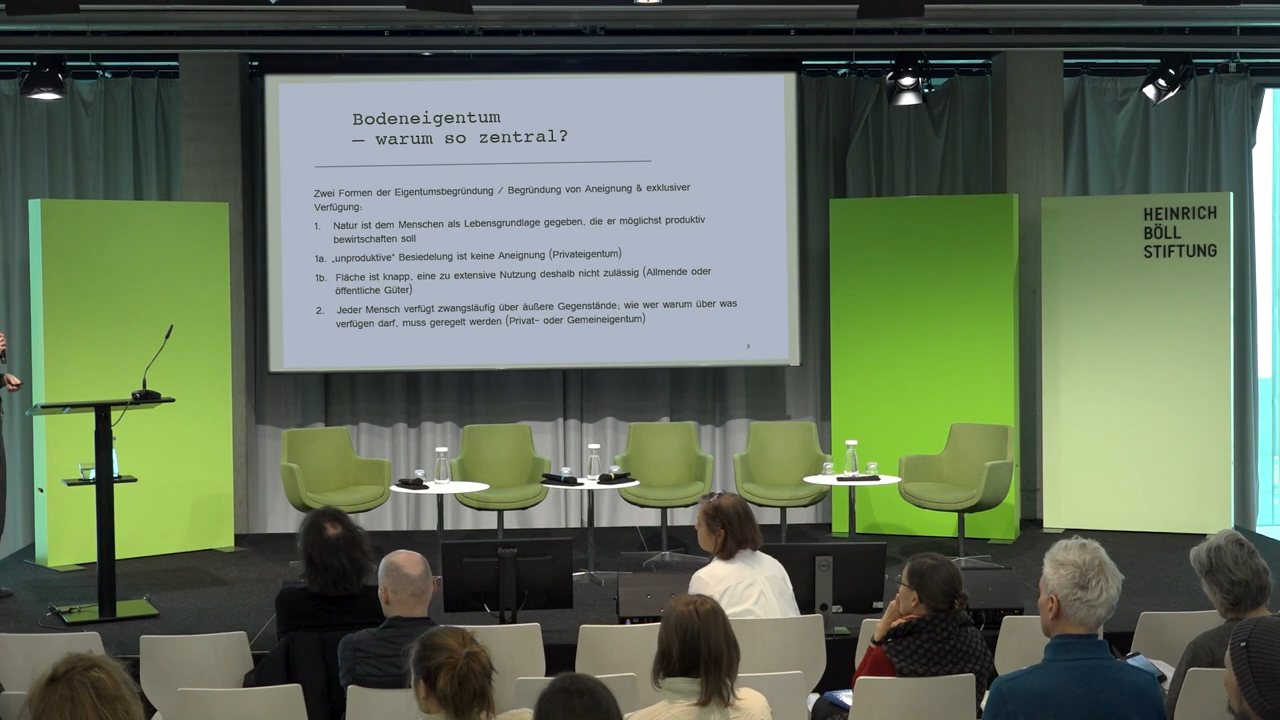 Bodeneigentum
– warum so zentral?
Zwei Formen der Eigentumsbegründung / Begründung von Aneignung & exklusiver
Verfügung:
1. Natur ist dem Menschen als Lebensgrundlage gegeben, die er möglichst produktiv
bewirtschaften soll
1a. „unproduktive“ Besiedelung ist keine Aneignung (Privateigentum)
1b. Fläche ist knapp, eine zu extensive Nutzung deshalb nicht zulässig (Allmende oder
öffentliche Güter)
2. Jeder Mensch verfügt zwangsläufig über äußere Gegenstände; wie wer warum über was
verfügen darf, muss geregelt werden (Privat- oder Gemeineigentum)
3
HEINRICH
BÖLL
STIFTUNG